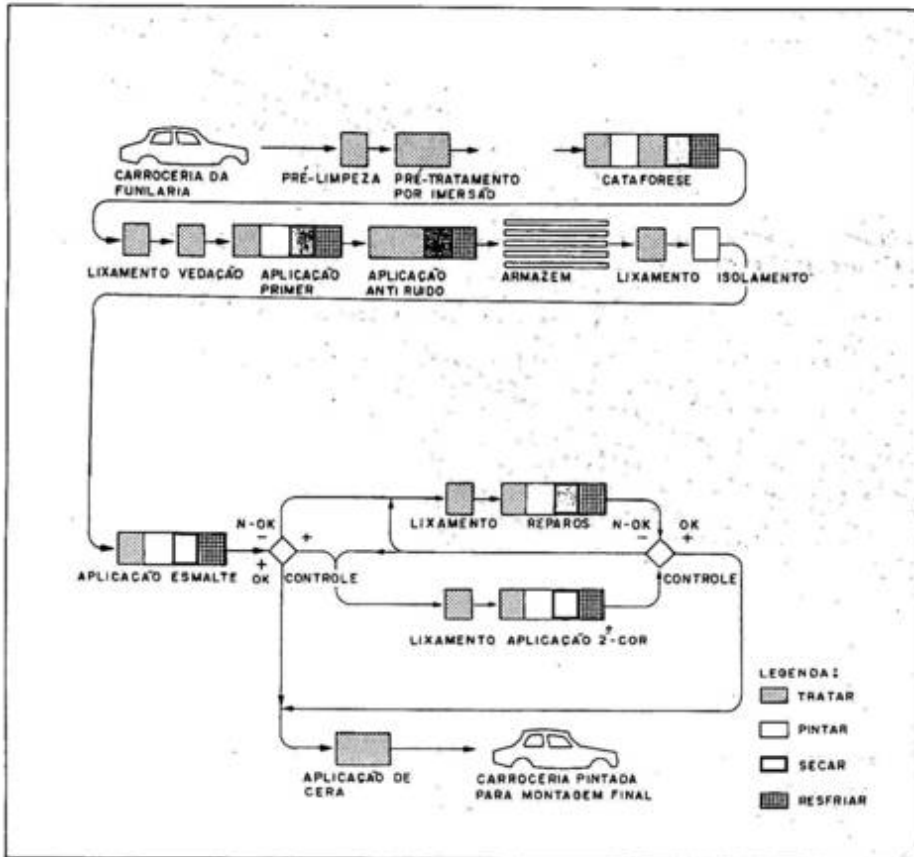 CARROCERIA DA
FUNILARIA
PRÉ-LIMPEZA
PRÉ-TRATAMENTO
POR IMERSÃO
CATAFORESE
LIXAMENTO
VEDAÇÃO
APLICAÇÃO
PRIMER
APLICAÇÃO
ANTI RUIDO
ARMAZEM
LIXAMENTO
ISOLAMENTO
APLICAÇÃO ESMALTE
N-OK
-
+
+
OK
CONTROLE
LIXAMENTO
REPAROS
N-OK
-
OK
+
CONTROLE
LIXAMENTO
APLICAÇÃO 2ª-COR
APLICAÇÃO DE
CERA
CARROCERIA PINTADA
PARA MONTAGEM FINAL
LEGENDA:
TRATAR
PINTAR
SECAR
RESFRIAR